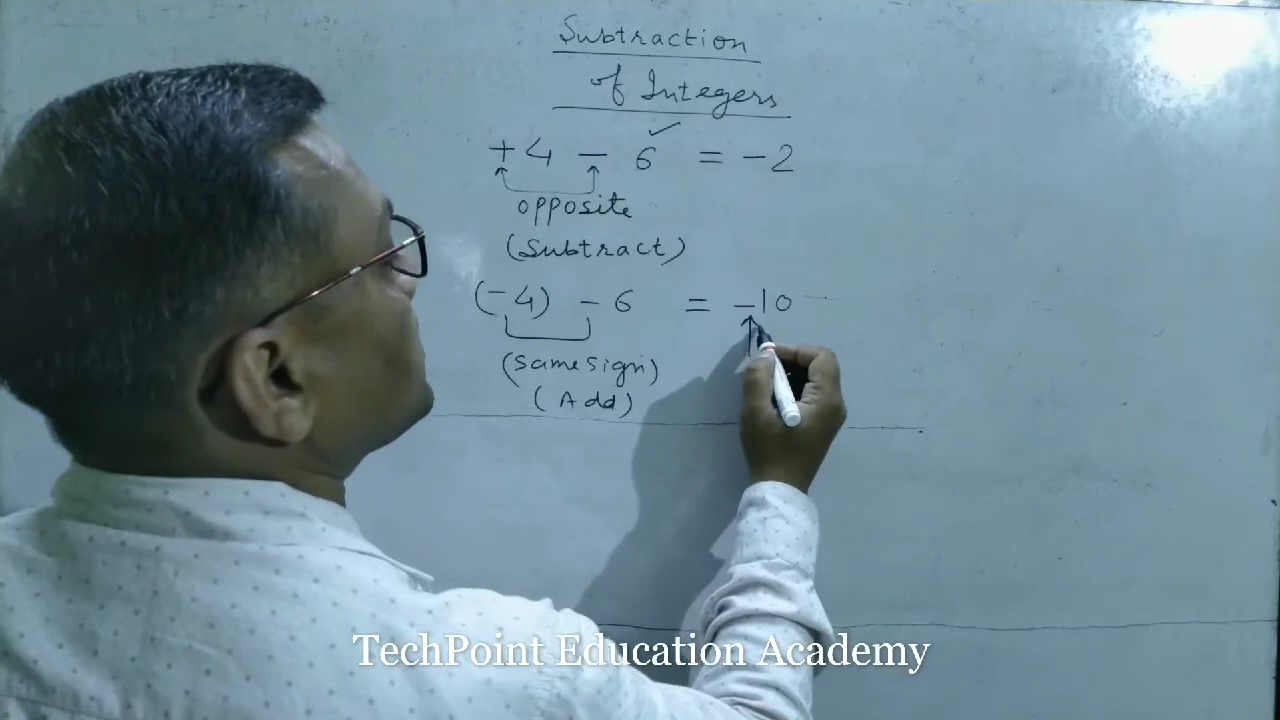 Subtraction
of Integers
+4 - 6 = -2
opposite
(Subtract)
(-4) - 6 = -10
(Same sign)
(Add)
TechPoint Education Academy